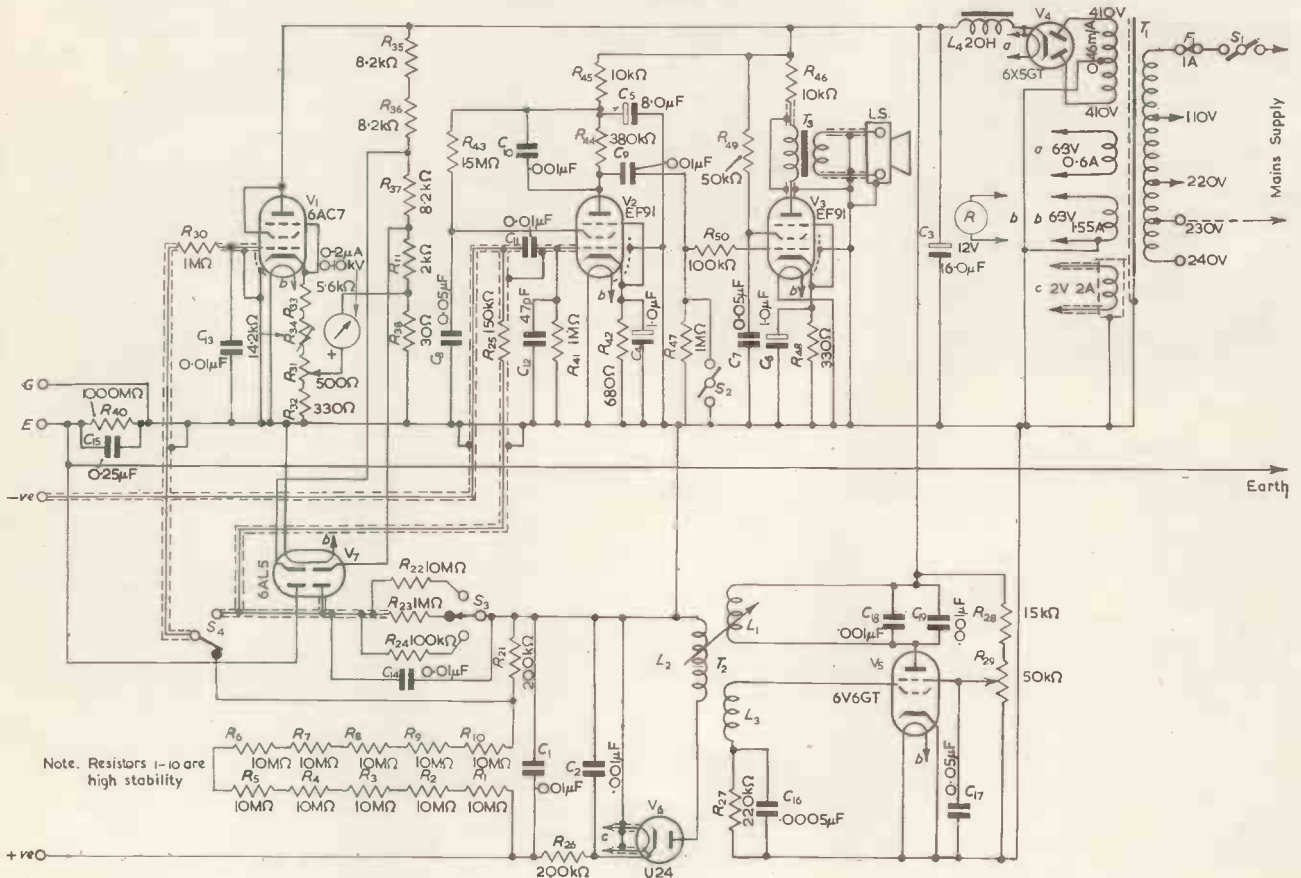 R35
8·2kΩ
R36
8·2kΩ
R37
8·2kΩ
R11
2kΩ
R38
30Ω
R30
1MΩ
V1
6AC7
0·2µA
0·10kV
5·6kΩ
R33
R34
14·2kΩ
R31
500Ω
R32
330Ω
C13
0·01µF
b
+
G
1000MΩ
R40
E
C15
0·25µF
-ve
R45
10kΩ
C5
8·0µF
R44
380kΩ
C9
·001µF
R43
15MΩ
C10
·001µF
V2
EF91
0·01µF
C11
0·05µF
C8
R25 150kΩ
47pF
C12
R41
1MΩ
b
R42
680Ω
C4
1·0µF
R49
50kΩ
R46
10kΩ
T3
L.S.
V3
EF91
R50
100kΩ
R47
1MΩ
S2
0·05µF
C7
1·0µF
C6
b
R48
330Ω
C3
16·0µF
L4 20H
V4
a
6X5GT
410V
0·6mA
410V
T1
F1
1A
S1
110V
220V
230V
240V
Mains Supply
a
6·3V
0·6A
b
6·3V
1·55A
R
12V
b
c
2V 2A
Earth
6AL5
b
V7
S4
R22 10MΩ
R23 1MΩ
S3
R24 100kΩ
C14
0·01µF
R21
200kΩ
Note. Resistors 1-10 are
high stability
R6
R7
R8
R9
R10
10MΩ
10MΩ
10MΩ
10MΩ
10MΩ
R5
R4
R3
R2
R1
10MΩ
10MΩ
10MΩ
10MΩ
10MΩ
C1
·01µF
C2
·001µF
+ve
R26
200kΩ
V6
c
U24
L1
L2
T2
L3
R27
220kΩ
C16
·0005µF
C18
·001µF
C19
·001µF
V5
6V6GT
b
C17
0·05µF
R28
15kΩ
R29
50kΩ